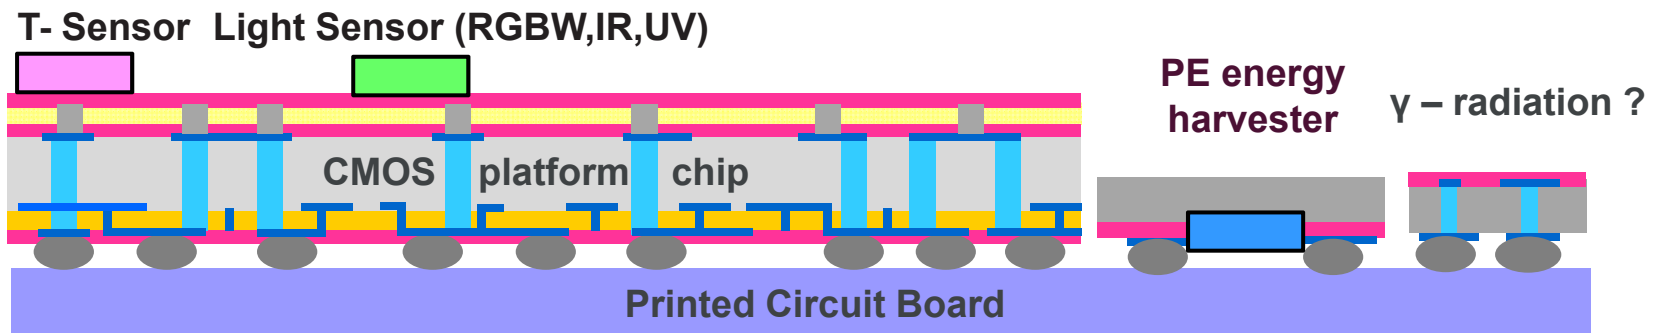 T- Sensor Light Sensor (RGBW,IR,UV)
PE energy
harvester
γ – radiation ?
CMOS platform chip
Printed Circuit Board